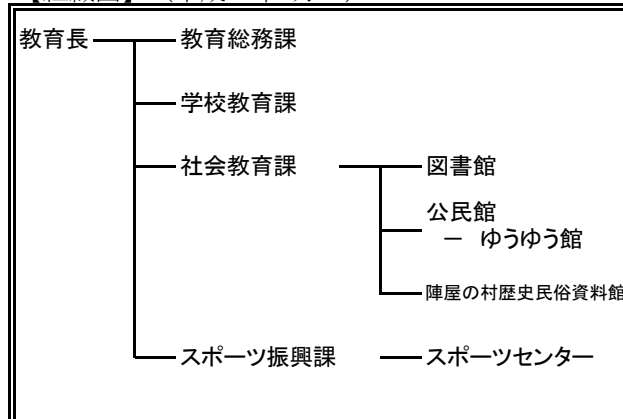 教育長
教育総務課
学校教育課
社会教育課
図書館
公民館
－ ゆうゆう館
陣屋の村歴史民俗資料館
スポーツ振興課
スポーツセンター